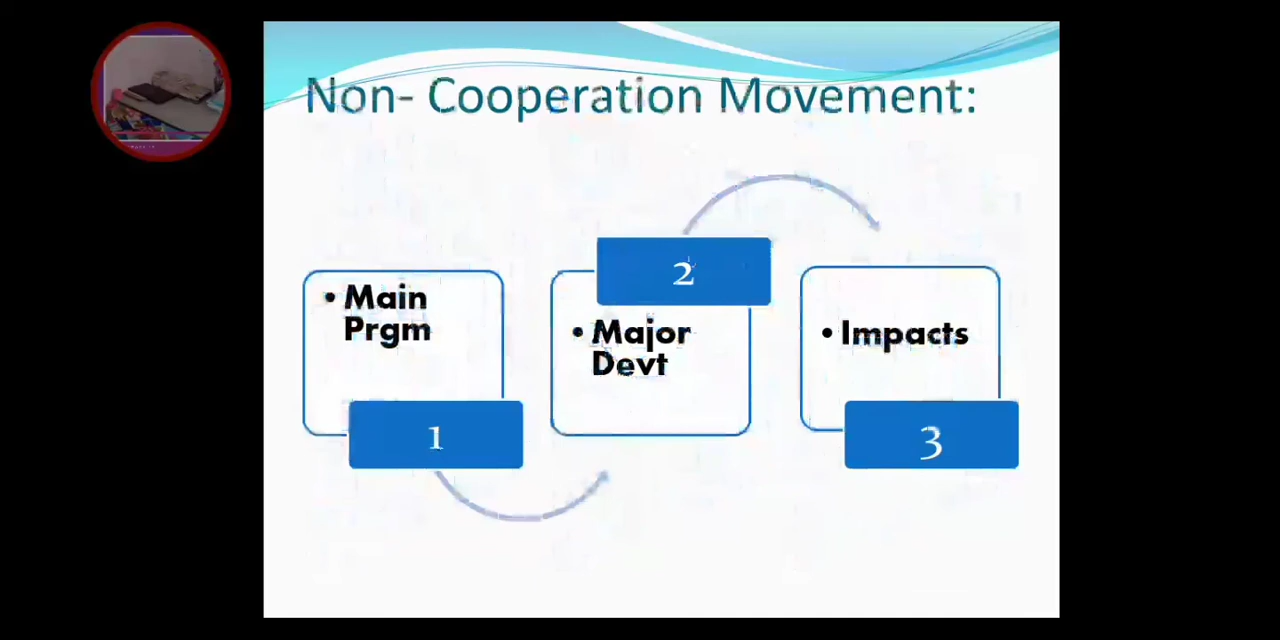 Non- Cooperation Movement:
• Main
Prgm
1
2
• Major
Devt
• Impacts
3